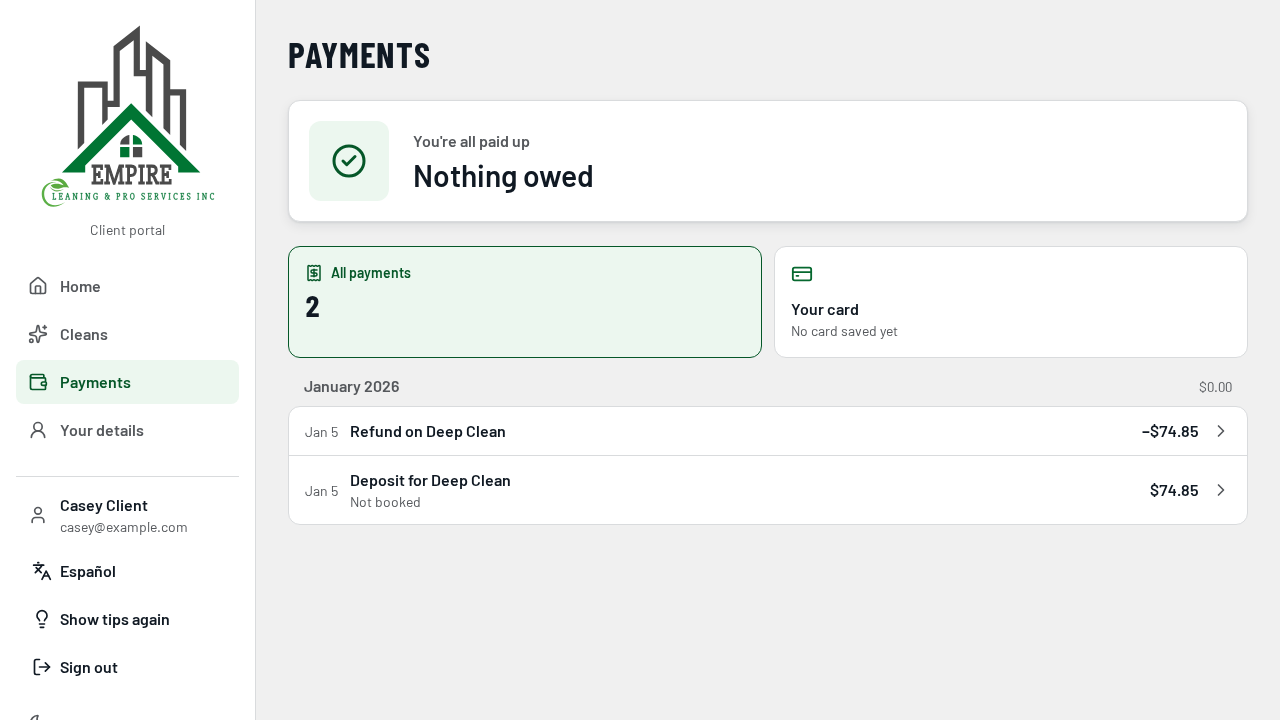 EMPIRE
LEANING & PRO SERVICES INC
Client portal
Home
Cleans
Payments
Your details
Casey Client
casey@example.com
Español
Show tips again
Sign out
PAYMENTS
You're all paid up
Nothing owed
All payments
2
Your card
No card saved yet
January 2026 $0.00
Jan 5 Refund on Deep Clean –$74.85
Jan 5 Deposit for Deep Clean $74.85
Not booked